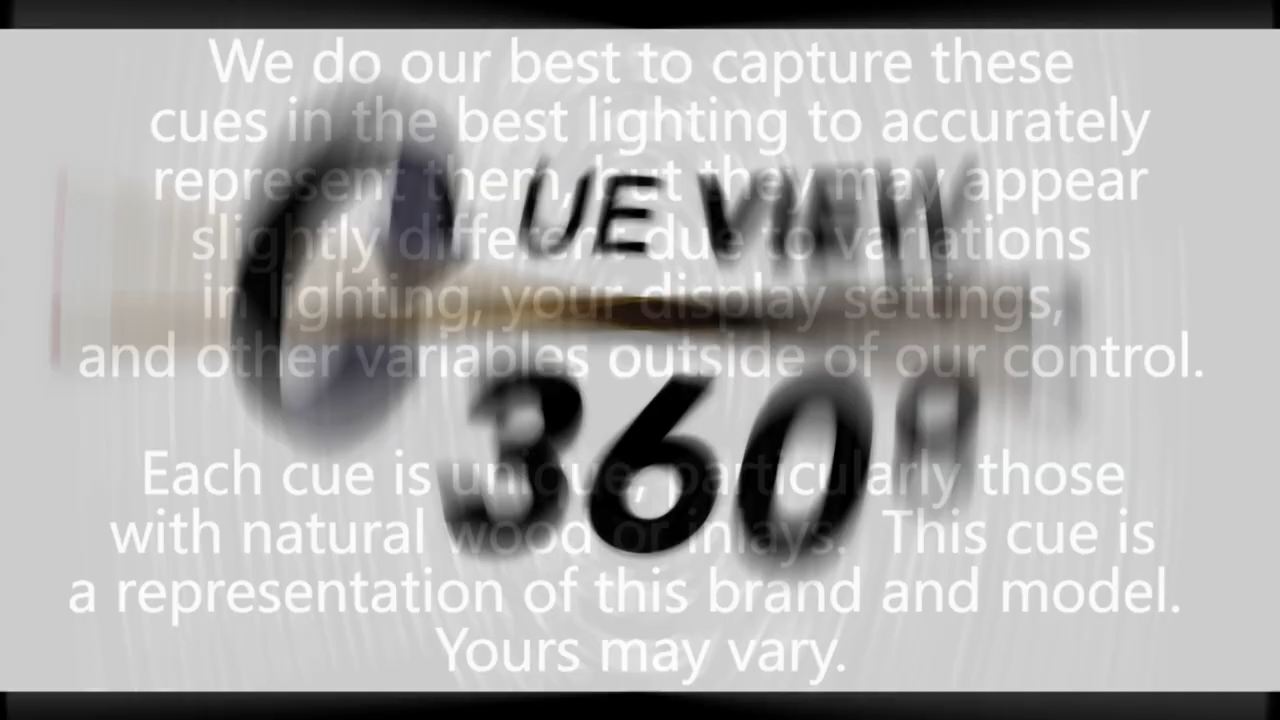 We do our best to capture these
cues in the best lighting to accurately
represent them, but they may appear
slightly different due to variations
in lighting, your display settings,
and other variables outside of our control.
Each cue is unique, particularly those
with natural wood or inlays. This cue is
a representation of this brand and model.
Yours may vary.
CUE VIEW
360°